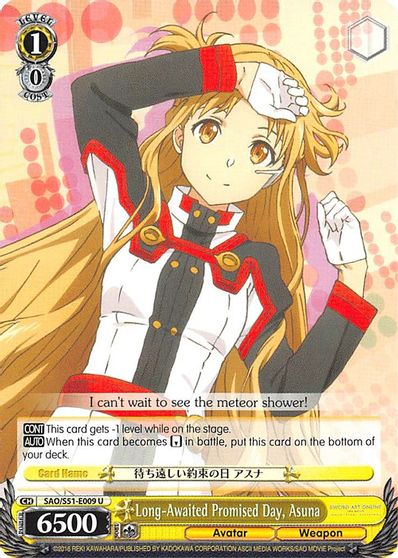 LEVEL
1
0
COST
I can't wait to see the meteor shower!
CONT This card gets -1 level while on the stage.
AUTO When this card becomes [ ] in battle, put this card on the bottom of your deck.
Card Name 待ち遠しい約束の日 アスナ
SAO/S51-E009 U
Long-Awaited Promised Day, Asuna
SWORD ART ONLINE
6500
Avatar Weapon
©2016 REKI KAWAHARA/PUBLISHED BY KADOKAWA CORPORATION ASCII MEDIA WORKS/SAO MOVIE Project